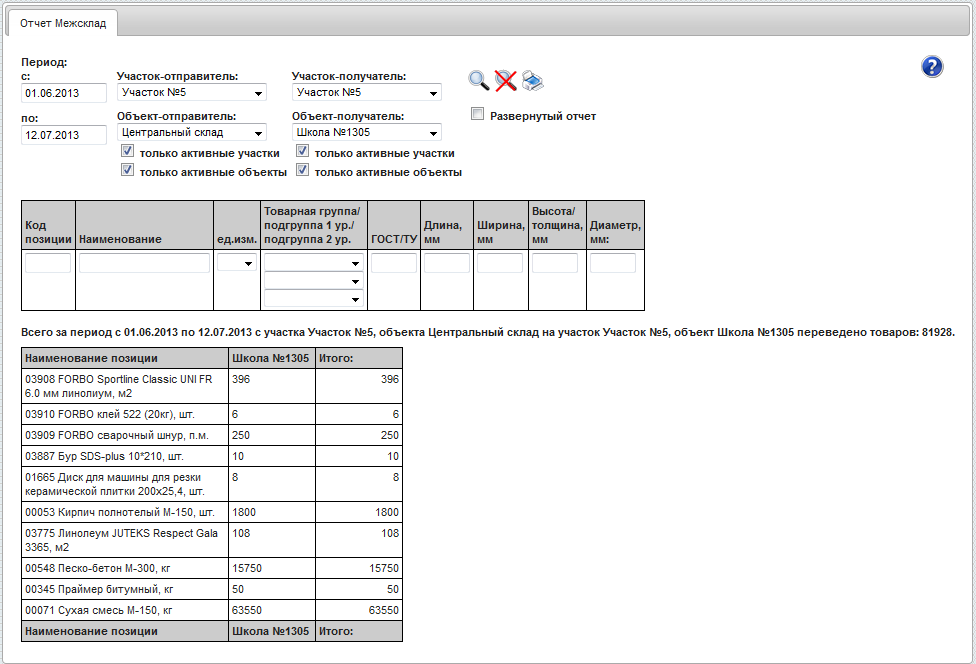 Отчет Межсклад
Период:
с:
01.06.2013
по:
12.07.2013
Участок-отправитель:
Участок №5
Объект-отправитель:
Центральный склад
только активные участки
только активные объекты
Участок-получатель:
Участок №5
Объект-получатель:
Школа №1305
только активные участки
только активные объекты
?
Развернутый отчет
Код
позиции
Наименование
ед.изм.
Товарная группа/
подгруппа 1 ур./
подгруппа 2 ур.
ГОСТ/ТУ
Длина,
мм
Ширина,
мм
Высота/
толщина,
мм
Диаметр,
мм:
Всего за период с 01.06.2013 по 12.07.2013 с участка Участок №5, объекта Центральный склад на участок Участок №5, объект Школа №1305 переведено товаров: 81928.
Наименование позиции Школа №1305 Итого:
03908 FORBO Sportline Classic UNI FR 396 396
6.0 мм линолиум, м2
03910 FORBO клей 522 (20кг), шт. 6 6
03909 FORBO сварочный шнур, п.м. 250 250
03887 Бур SDS-plus 10*210, шт. 10 10
01665 Диск для машины для резки 8 8
керамической плитки 200х25,4, шт.
00053 Кирпич полнотелый М-150, шт. 1800 1800
03775 Линолеум JUTEKS Respect Gala 108 108
3365, м2
00548 Песко-бетон М-300, кг 15750 15750
00345 Праймер битумный, кг 50 50
00071 Сухая смесь М-150, кг 63550 63550
Наименование позиции Школа №1305 Итого: